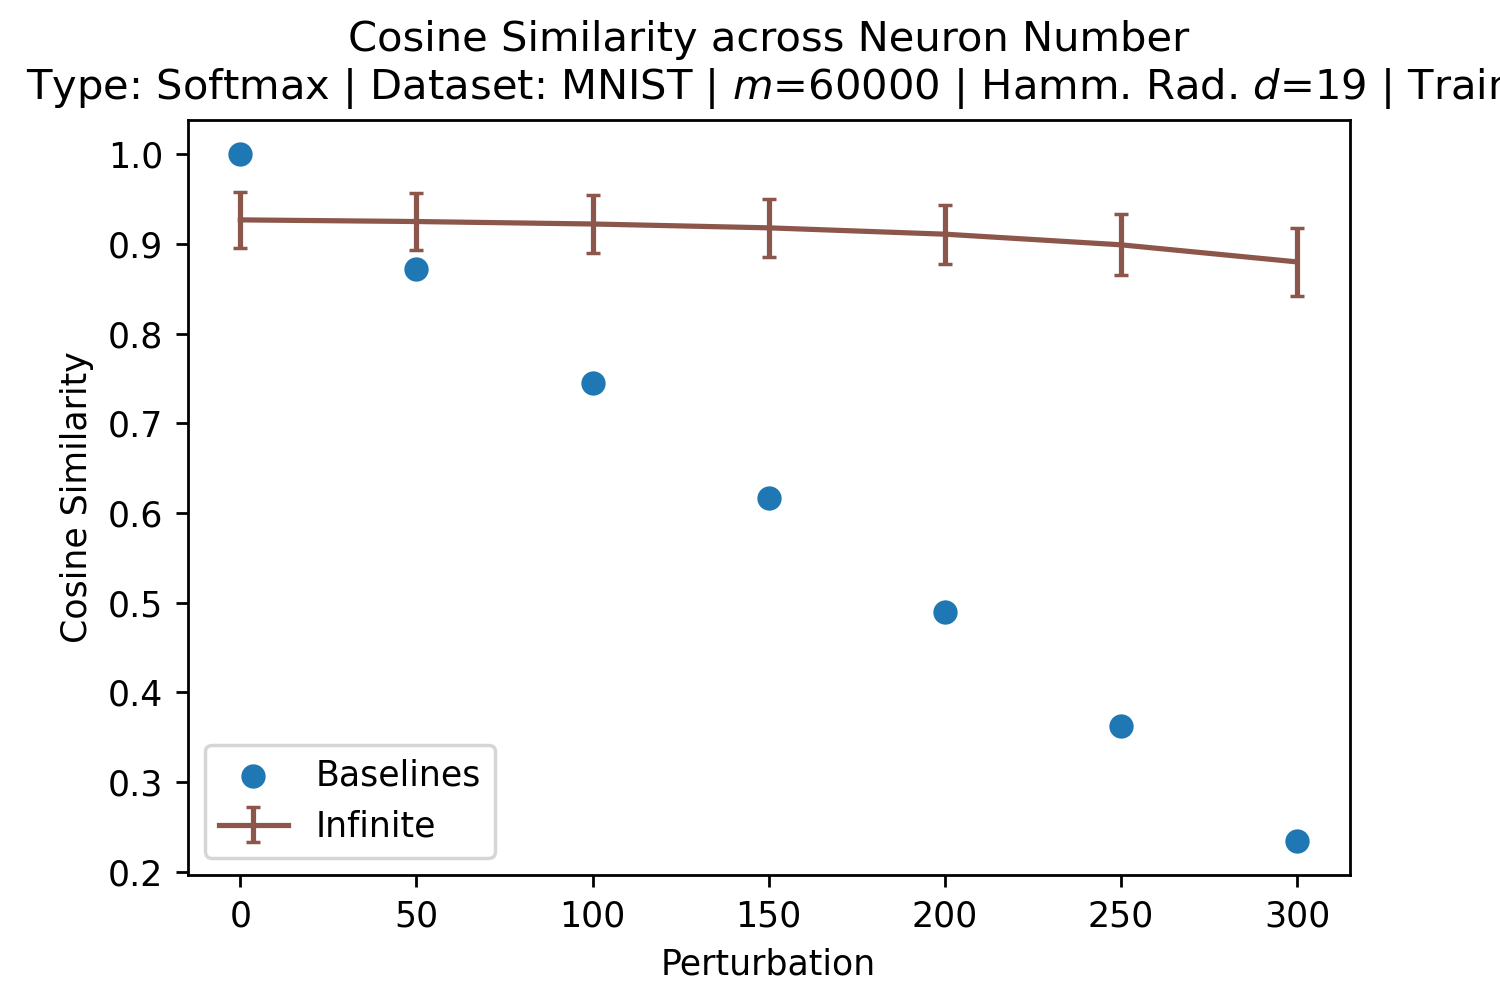 Cosine Similarity across Neuron Number
Type: Softmax | Dataset: MNIST | m=60000 | Hamm. Rad. d=19 |
1.0
0.9
0.8
0.7
0.6
0.5
0.4
0.3
0.2
Cosine Similarity
Baselines
Infinite
0 50 100 150 200 250 300
Perturbation